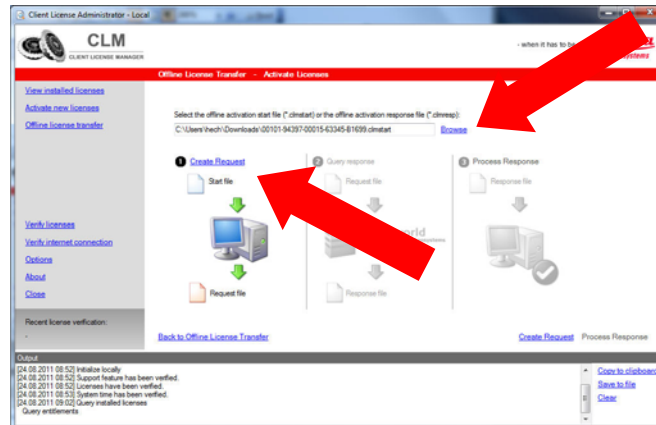 Client License Administrator - Local
CLM
CLIENT LICENSE MANAGER
- when it has to be
systems
Offline License Transfer - Activate Licenses
View installed licenses
Activate new licenses
Offline license transfer
Select the offline activation start file (*.clmstart) or the offline activation response file (*.clmresp):
C:\Users\hech\Downloads\00101-94397-00015-63345-B1699.clmstart
Browse
1 Create Request
2 Query response
3 Process Response
Start file
Request file
Response file
Verify licenses
Verify internet connection
Options
About
Close
Request file
Response file
Recent license verification:
-
Back to Offline License Transfer
Create Request
Process Response
Output
[24.08.2011 08:52] Initialize locally
[24.08.2011 08:52] Support feature has been verified.
[24.08.2011 08:52] Licenses have been verified.
[24.08.2011 08:53] System time has been verified.
[24.08.2011 09:02] Query installed licenses
Query entitlements
Copy to clipboard
Save to file
Clear